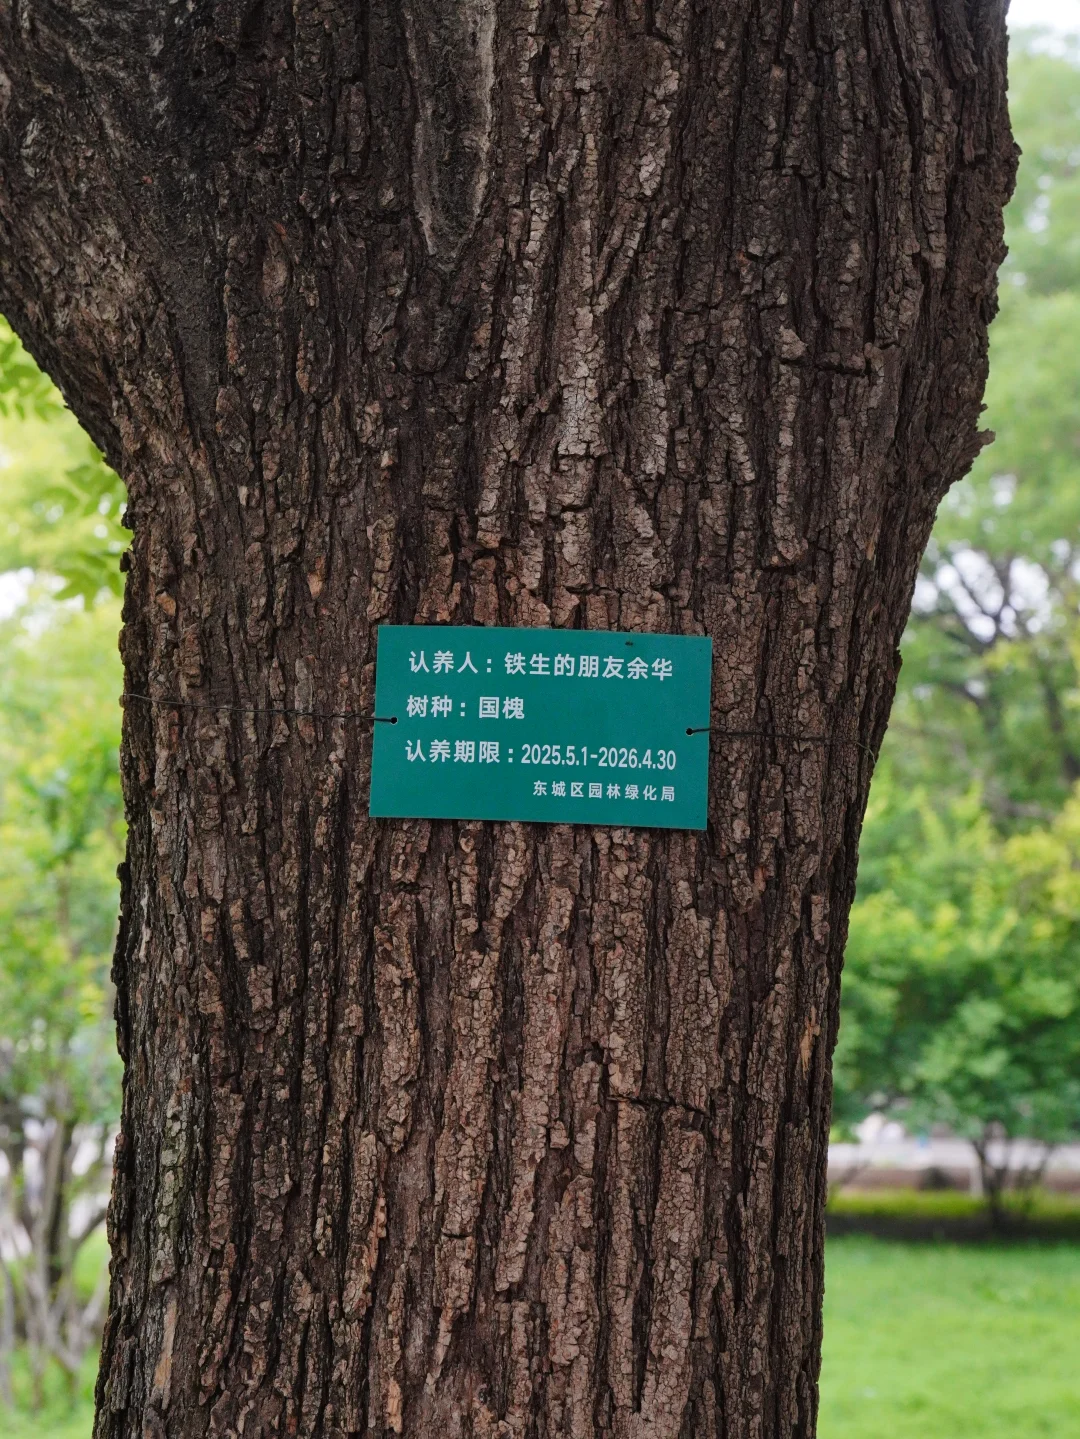 认养人：铁生的朋友余华
树种：国槐
认养期限：2025.5.1-2026.4.30
东城区园林绿化局